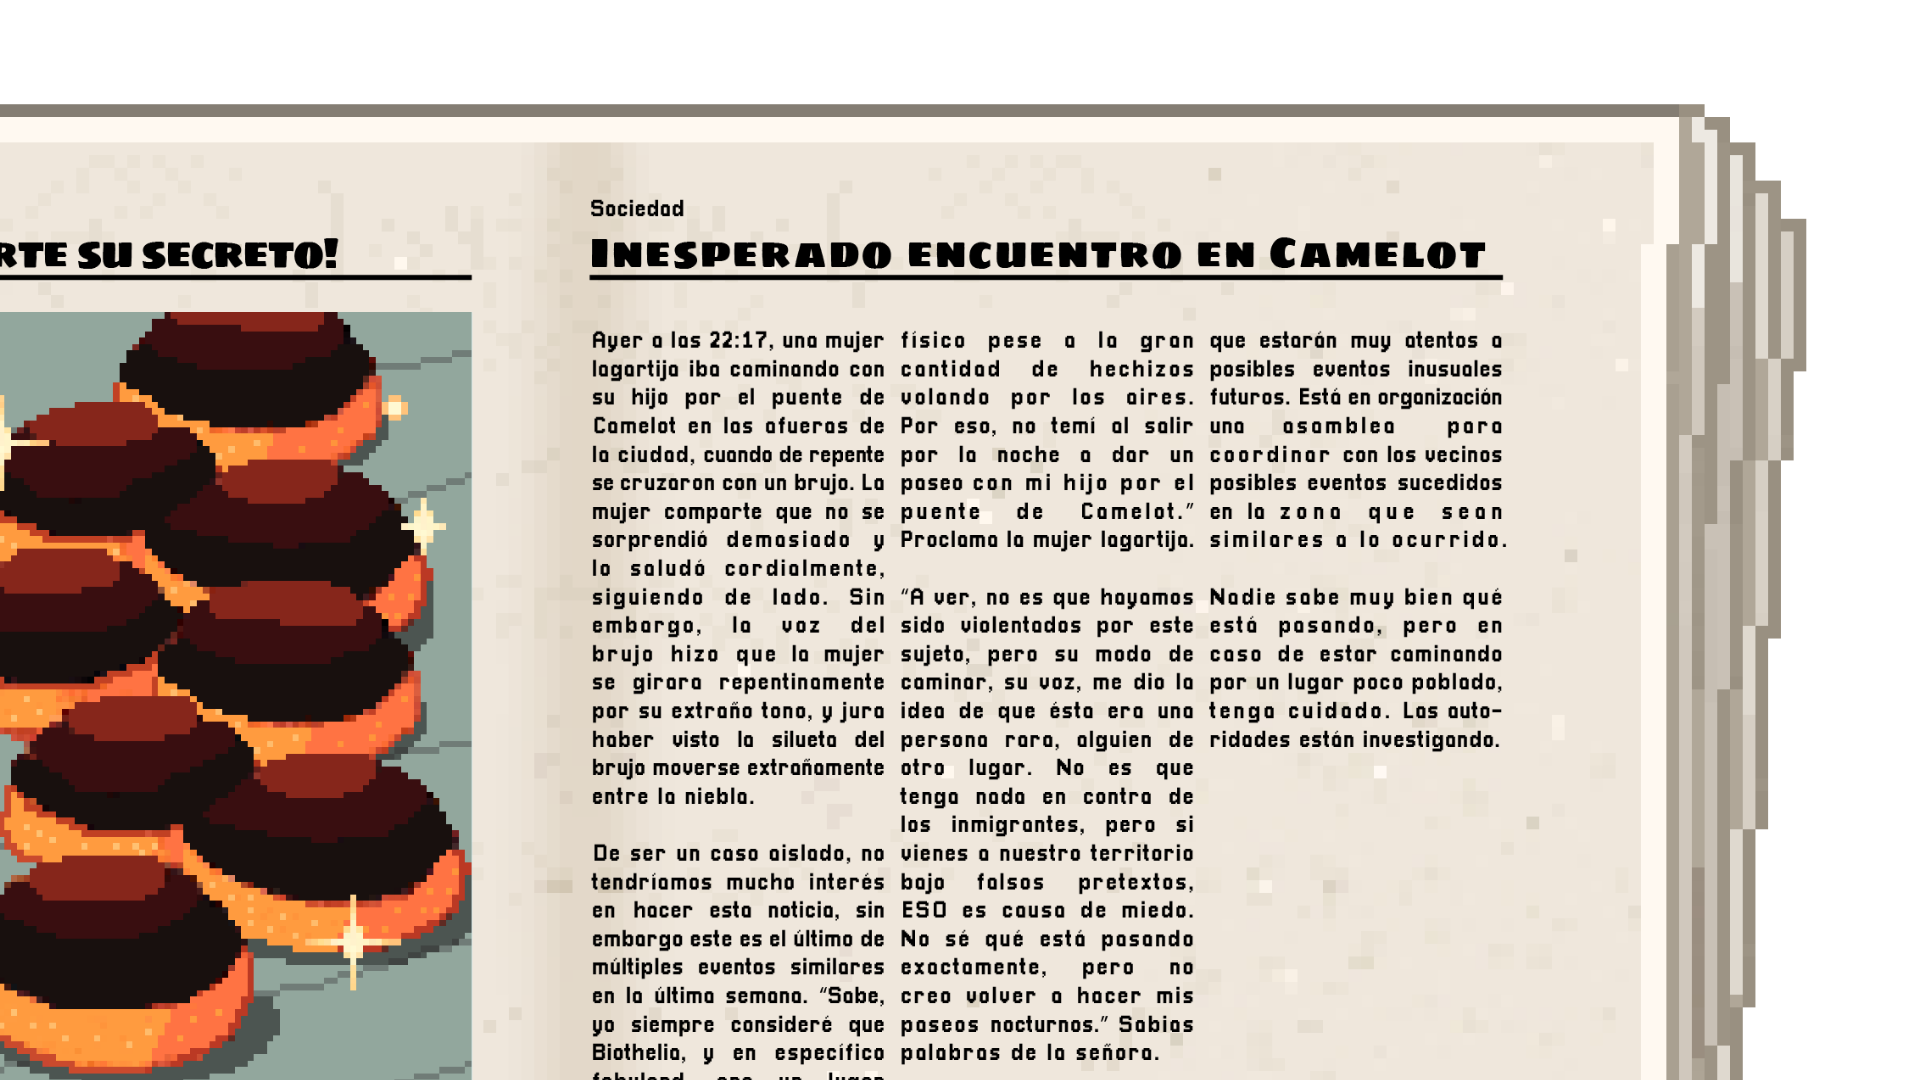 RTE SU SECRETO!
Sociedad
Inesperado encuentro en Camelot
Ayer a las 22:17, una mujer
lagartija iba caminando con
su hijo por el puente de
Camelot en las afueras de
la ciudad, cuando de repente
se cruzaron con un brujo. La
mujer comparte que no se
sorprendió demasiado y
lo saludó cordialmente,
siguiendo de lado. Sin
embargo, la voz del
brujo hizo que la mujer
se girara repentinamente
por su extraño tono, y jura
haber visto la silueta del
brujo moverse extrañamente
entre la niebla.
De ser un caso aislado, no
tendríamos mucho interés
en hacer esta noticia, sin
embargo este es el último de
múltiples eventos similares
en la última semana. "Sabe,
yo siempre consideré que
Biothelia, y en específico
físico pese a la gran
cantidad de hechizos
volando por los aires.
Por eso, no temí al salir
por la noche a dar un
paseo con mi hijo por el
puente de Camelot."
Proclama la mujer lagartija.
"A ver, no es que hayamos
sido violentados por este
sujeto, pero su modo de
caminar, su voz, me dio la
idea de que ésta era una
persona rara, alguien de
otro lugar. No es que
tenga nada en contra de
los inmigrantes, pero si
vienes a nuestro territorio
bajo falsos pretextos,
ESO es causa de miedo.
No sé qué está pasando
exactamente, pero no
creo volver a hacer mis
paseos nocturnos." Sabias
palabras de la señora.
que estarán muy atentos a
posibles eventos inusuales
futuros. Está en organización
una asamblea para
coordinar con los vecinos
posibles eventos sucedidos
en la zona que sean
similares a lo ocurrido.
Nadie sabe muy bien qué
está pasando, pero en
caso de estar caminando
por un lugar poco poblado,
tenga cuidado. Las auto-
ridades están investigando.